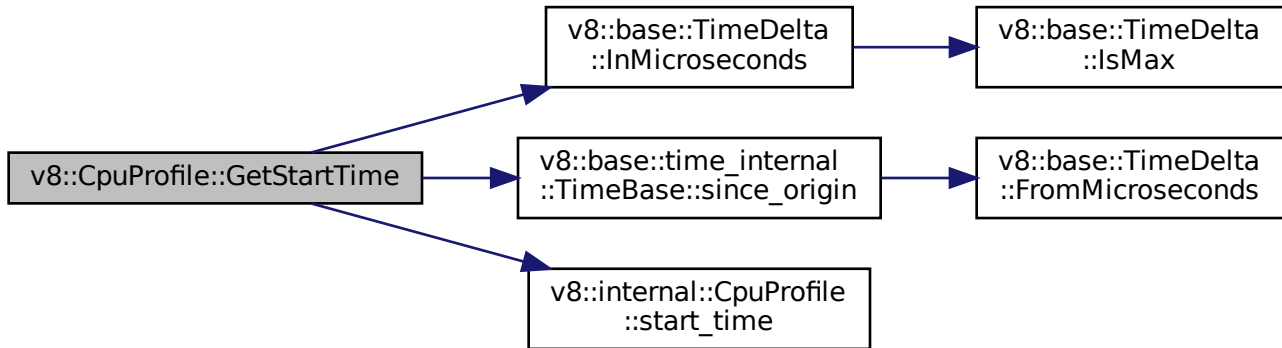 v8::CpuProfile::GetStartTime
v8::base::TimeDelta
::InMicroseconds
v8::base::TimeDelta
::IsMax
v8::base::time_internal
::TimeBase::since_origin
v8::base::TimeDelta
::FromMicroseconds
v8::internal::CpuProfile
::start_time